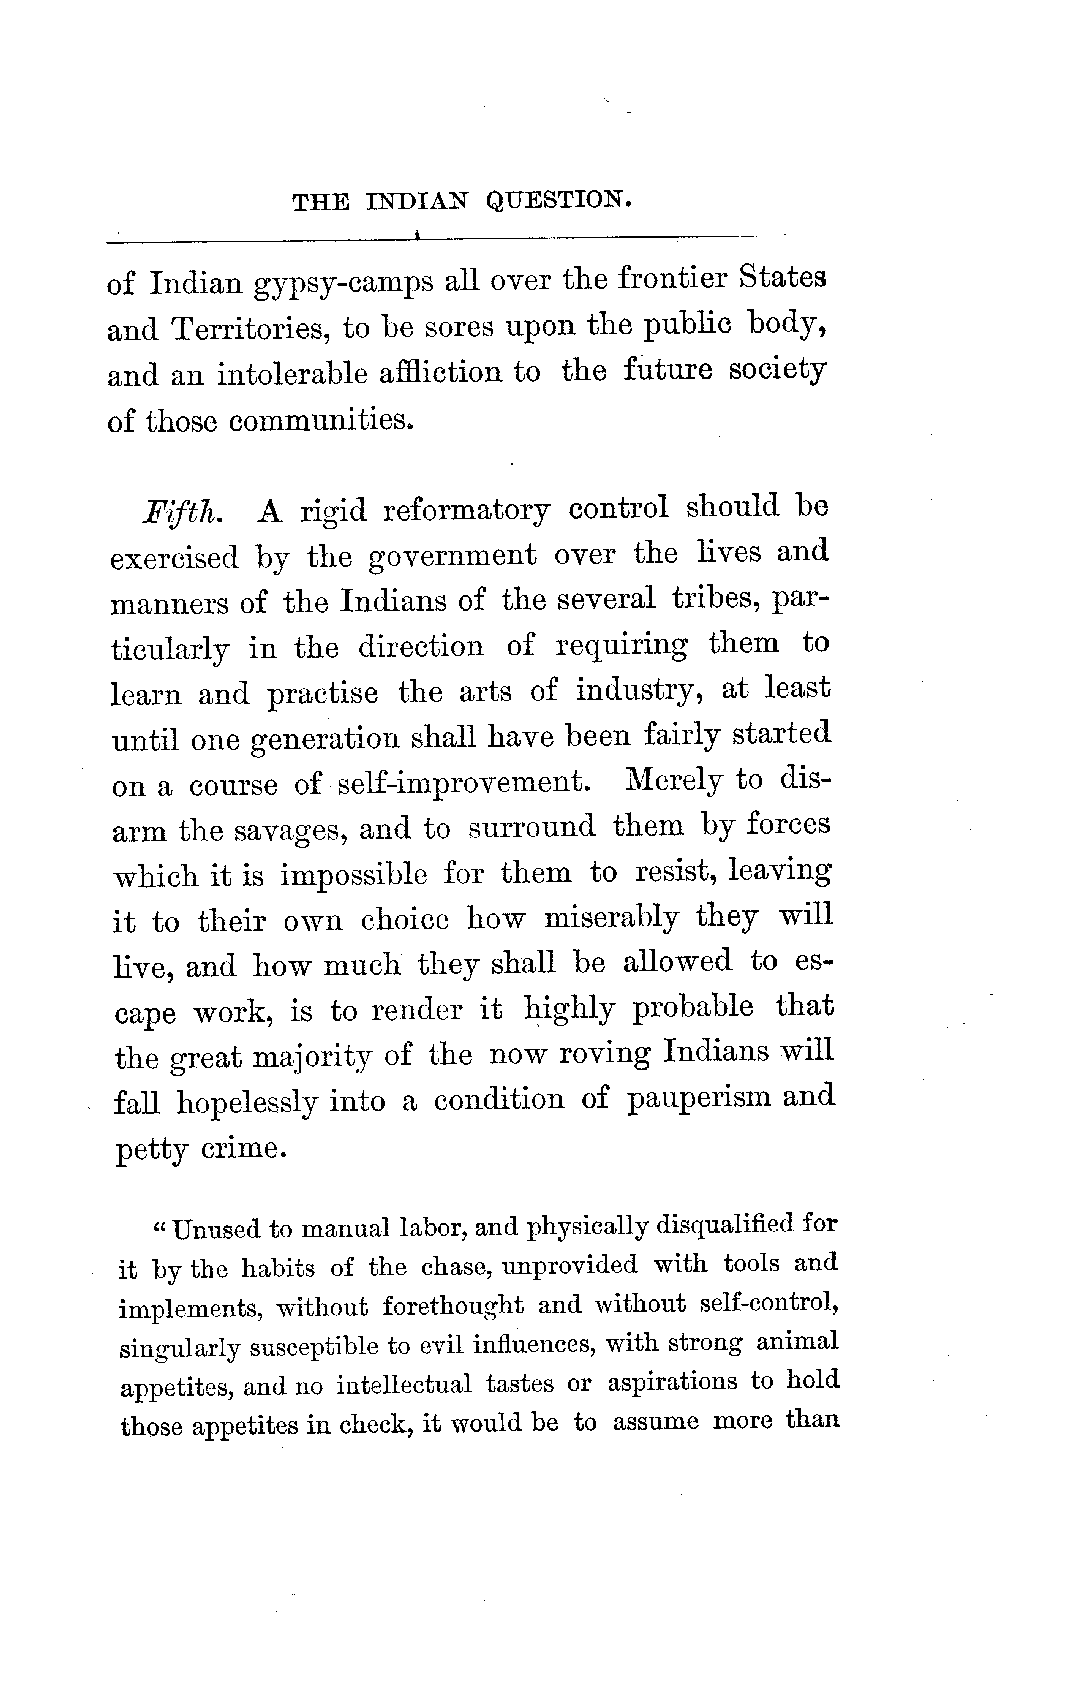 THE INDIAN QUESTION.
of Indian gypsy-camps all over the frontier States
and Territories, to be sores upon the public body,
and an intolerable affliction to the future society
of those communities.
Fifth. A rigid reformatory control should be
exercised by the government over the lives and
manners of the Indians of the several tribes, par-
ticularly in the direction of requiring them to
learn and practise the arts of industry, at least
until one generation shall have been fairly started
on a course of self-improvement. Merely to dis-
arm the savages, and to surround them by forces
which it is impossible for them to resist, leaving
it to their own choice how miserably they will
live, and how much they shall be allowed to es-
cape work, is to render it highly probable that
the great majority of the now roving Indians will
fall hopelessly into a condition of pauperism and
petty crime.
“Unused to manual labor, and physically disqualified for
it by the habits of the chase, unprovided with tools and
implements, without forethought and without self-control,
singularly susceptible to evil influences, with strong animal
appetites, and no intellectual tastes or aspirations to hold
those appetites in check, it would be to assume more than